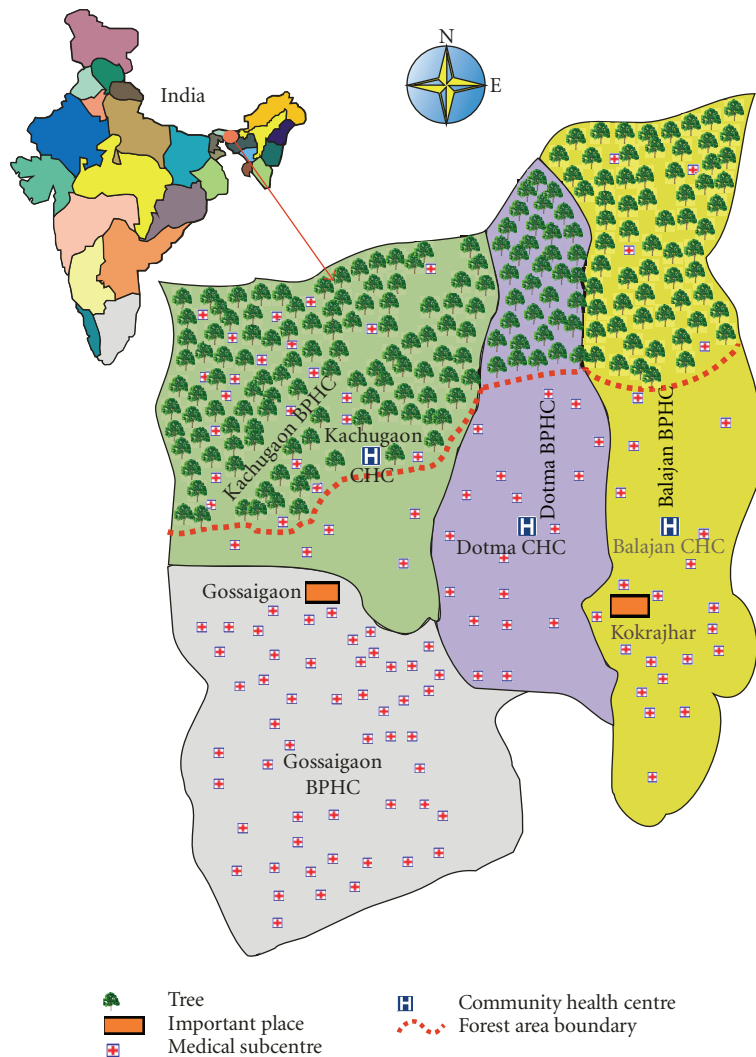 N
India
E
Kachugaon BPHC
Kachugaon
CHC
Dotma BPHC
Balajan BPHC
Dotma CHC
Balajan CHC
Gossaigaon
Kokrajhar
Gossaigaon
BPHC
Tree
Important place
Medical subcentre
Community health centre
Forest area boundary